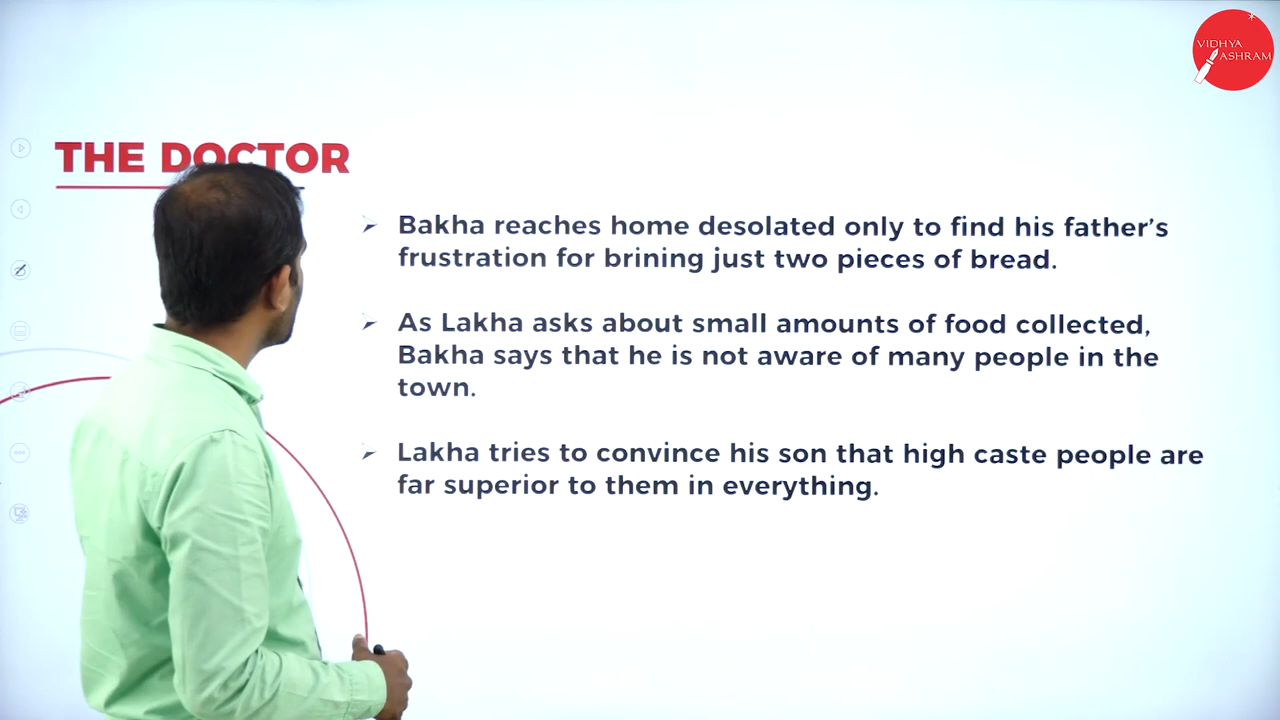 VIDHYA
ASHRAM
THE DOCTOR
Bakha reaches home desolated only to find his father's
frustration for brining just two pieces of bread.
As Lakha asks about small amounts of food collected,
Bakha says that he is not aware of many people in the
town.
Lakha tries to convince his son that high caste people are
far superior to them in everything.